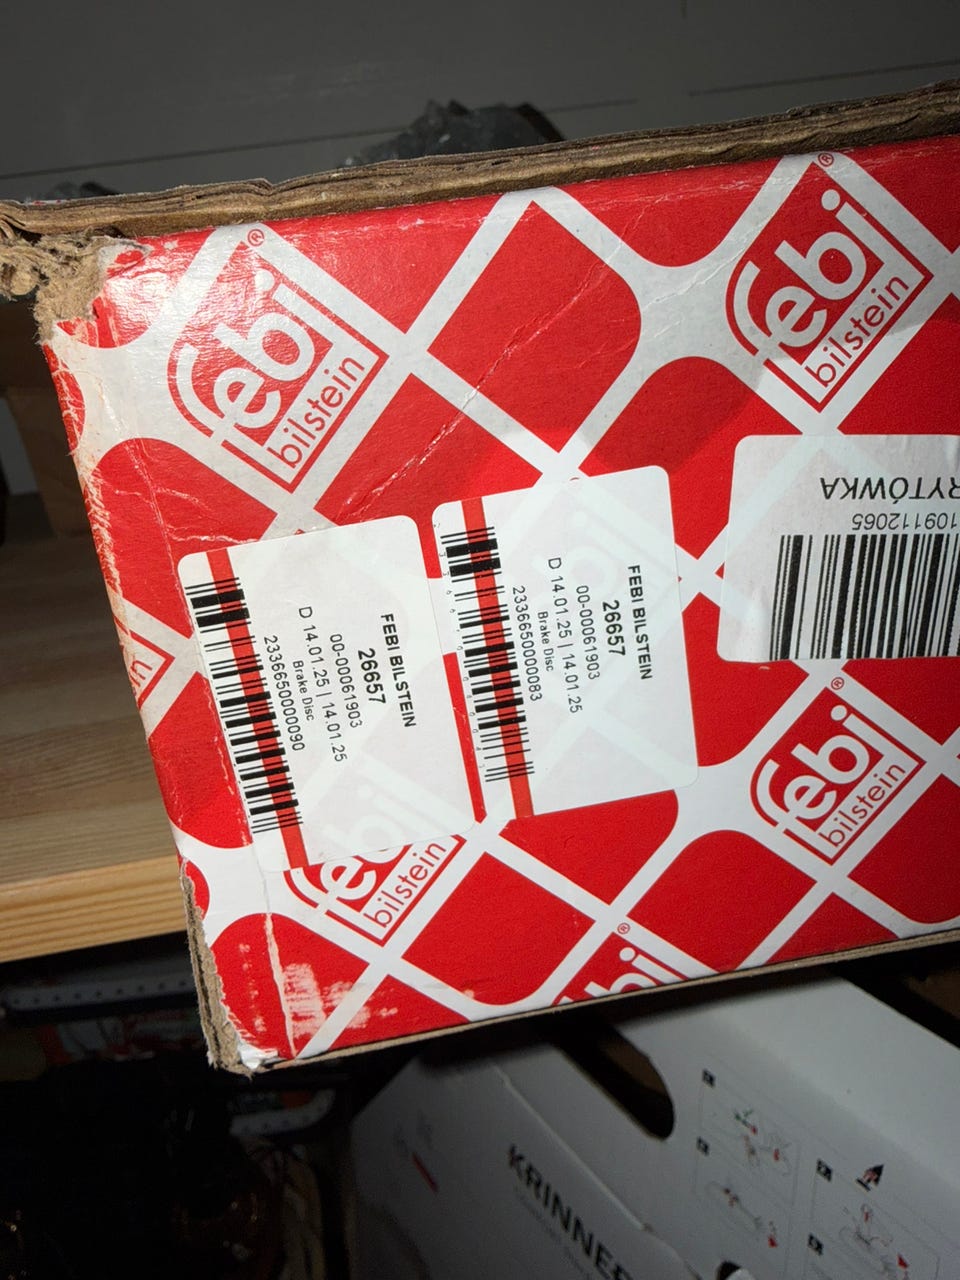 febi®
bilstein
febi®
bilstein
FEBI BILSTEIN
26657
00-00061903
D 14.01.25 | 14.01.25
Brake Disc
2336650000090
FEBI BILSTEIN
26657
00-00061903
D 14.01.25 | 14.01.25
Brake Disc
2336650000083
RYTÓWKA
109112065
febi®
bilstein
febi
bilstein
febi®
KRINNER